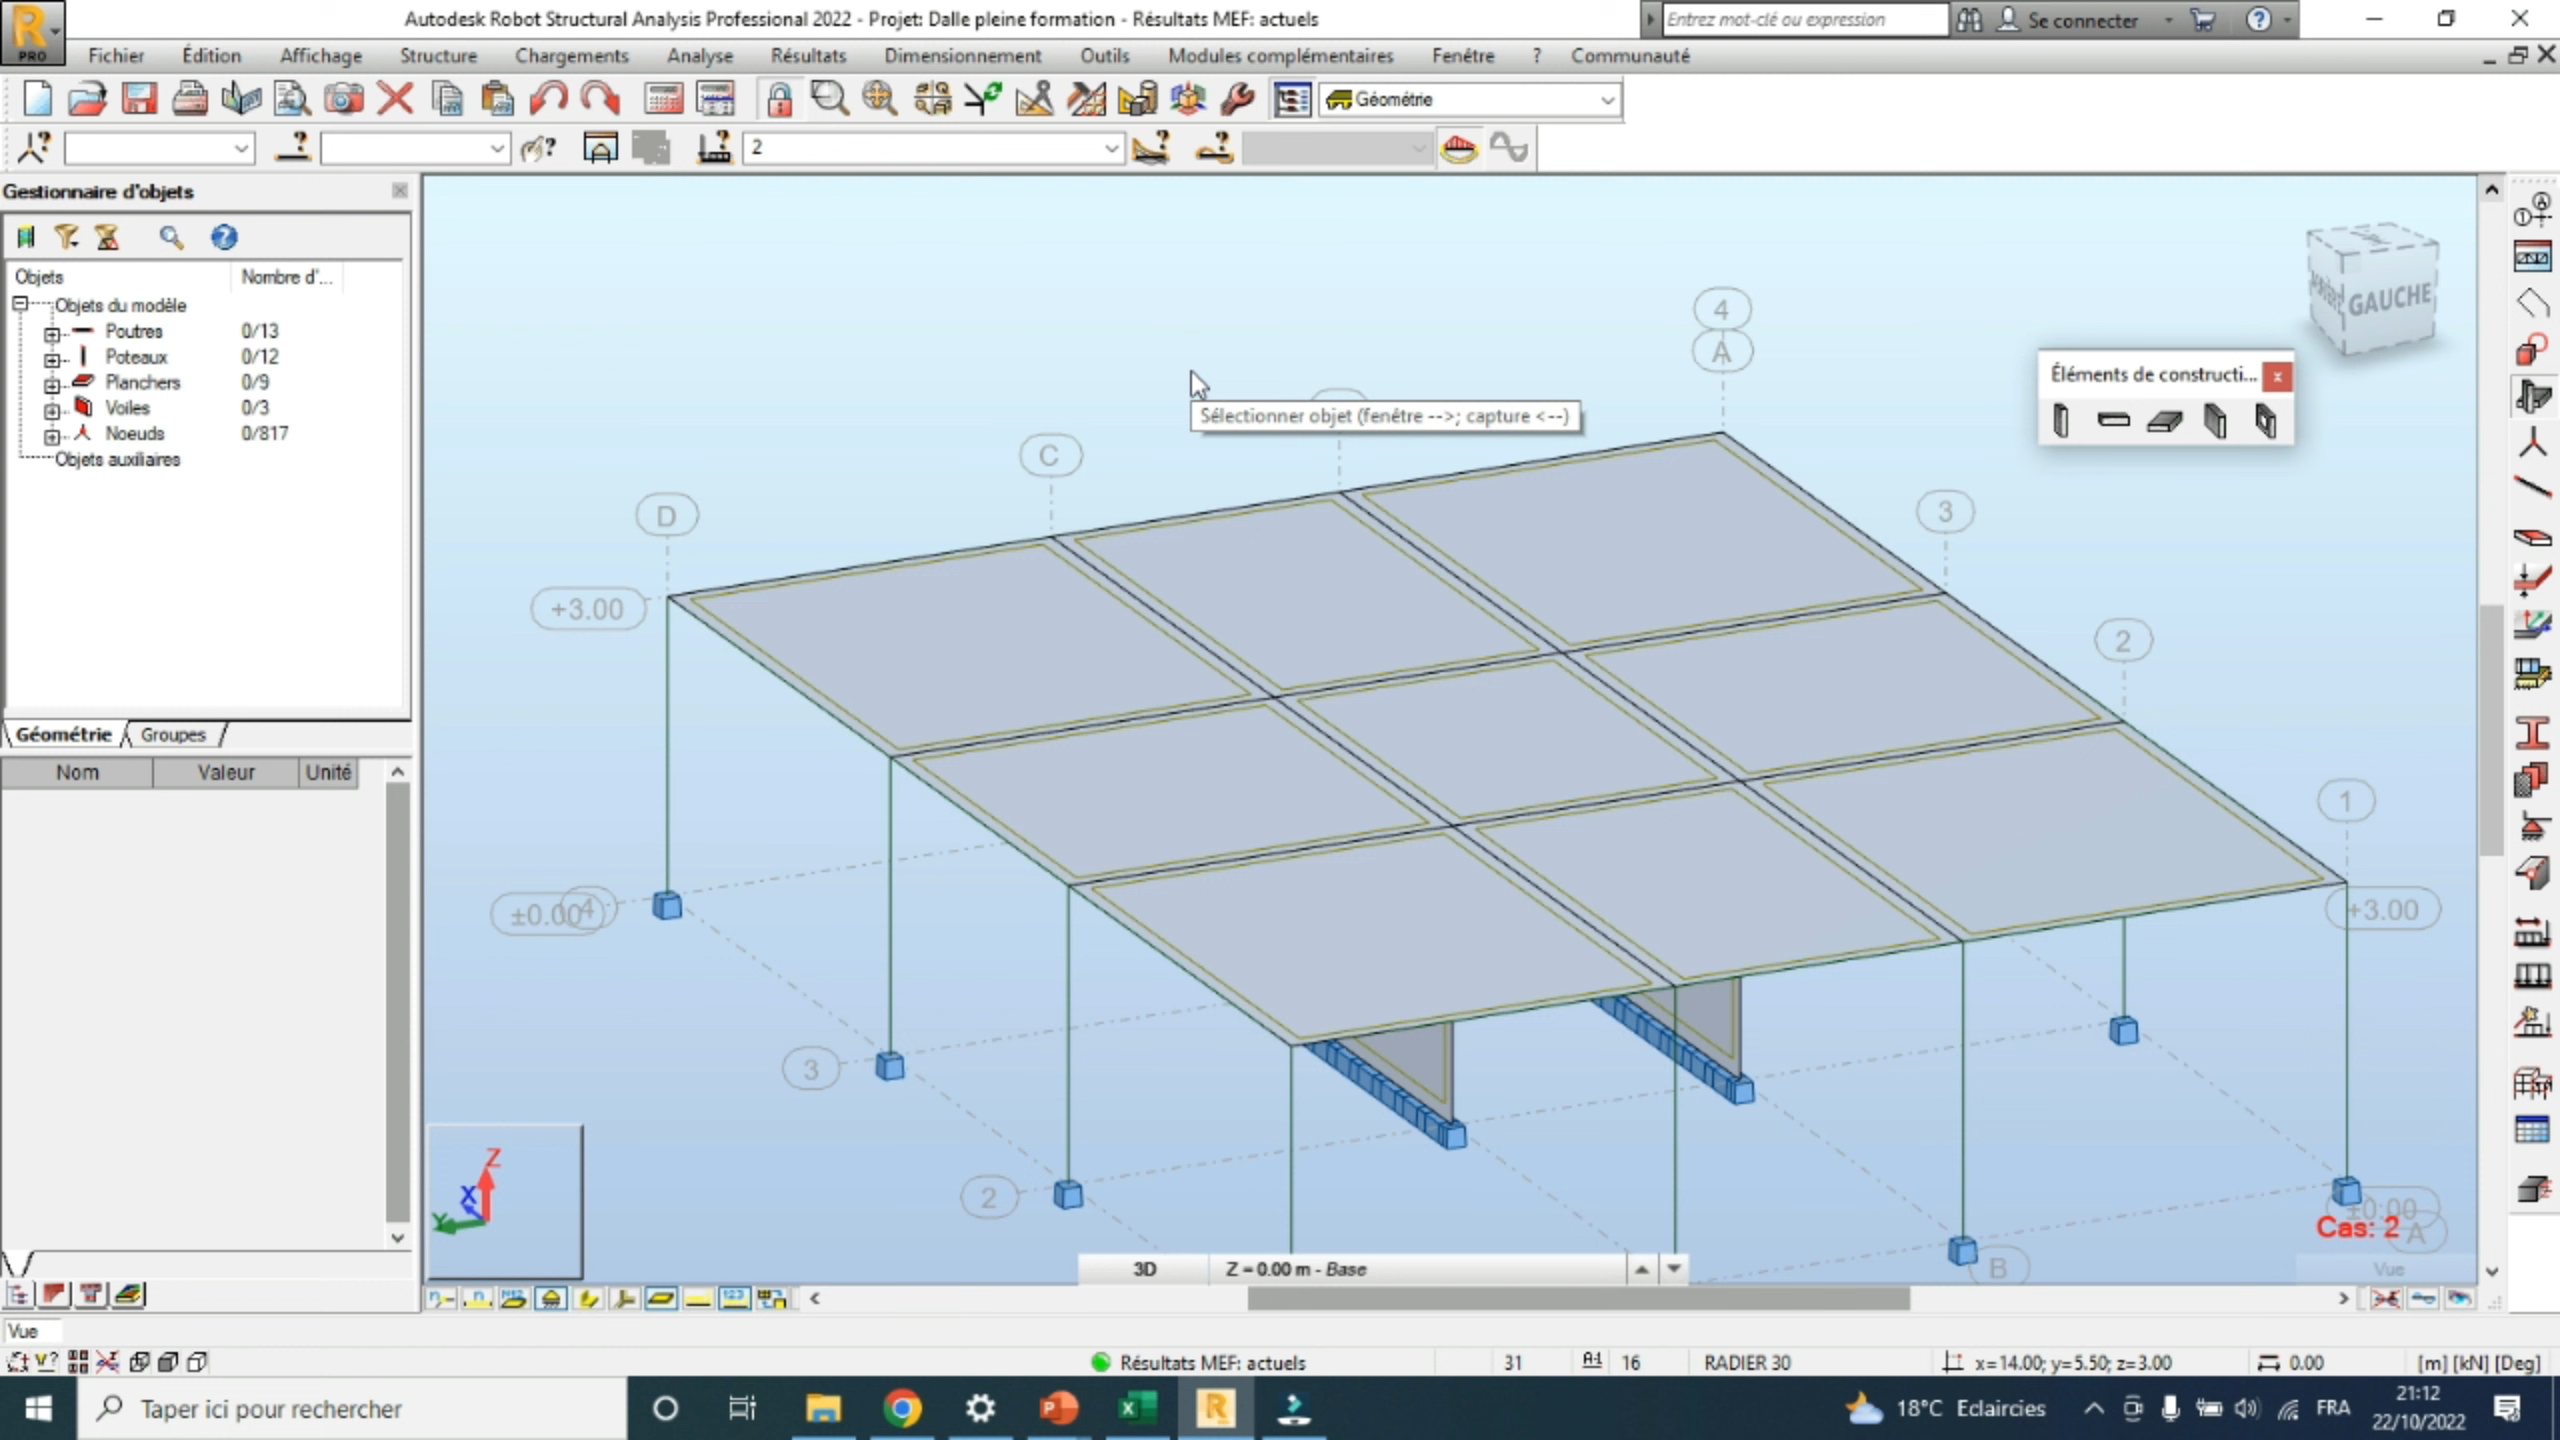 Autodesk Robot Structural Analysis Professional 2022 - Projet: Dalle pleine formation - Résultats MEF: actuels
Entrez mot-clé ou expression
Se connecter
PRO
Fichier Édition Affichage Structure Chargements Analyse Résultats Dimensionnement Outils Modules complémentaires Fenêtre ? Communauté
Géométrie
2
Gestionnaire d'objets
Objets Nombre d'...
Objets du modèle
Poutres 0/13
Poteaux 0/12
Planchers 0/9
Voiles 0/3
Noeuds 0/817
Objets auxiliaires
Géométrie Groupes
Nom Valeur Unité
GAUCHE
Éléments de constructi...
Sélectionner objet (fenêtre -->; capture <--)
4
A
C
D
3
2
1
+3.00
+3.00
±0.00
4
3
2
±0.00
A
B
Cas: 2
Vue
Z
X
Y
3D Z = 0.00 m - Base
Vue
Résultats MEF: actuels 31 16 RADIER 30 x=14.00; y=5.50; z=3.00 0.00 [m] [kN] [Deg]
Taper ici pour rechercher
18°C Eclaircies
FRA
21:12
22/10/2022